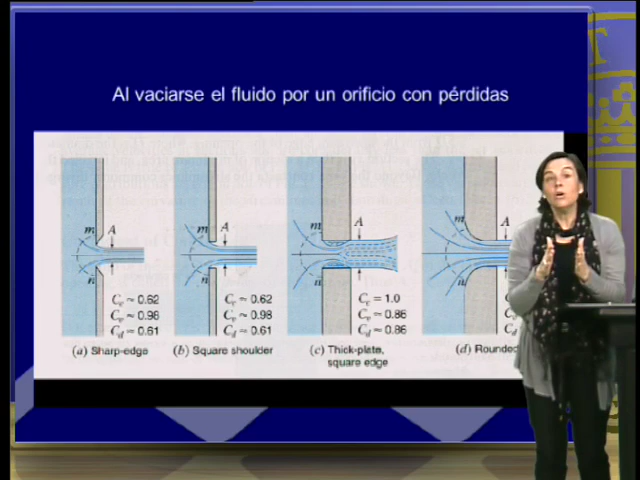 Al vaciarse el fluido por un orificio con pérdidas
m A
n
Cc ~ 0.62
Cv ~ 0.98
Cd ~ 0.61
(a) Sharp-edge
m A
n
Cc ~ 0.62
Cv ~ 0.98
Cd ~ 0.61
(b) Square shoulder
m A
n
Cc = 1.0
Cv ~ 0.86
Cd ~ 0.86
(c) Thick-plate,
square edge
m A
n
(d) Rounded